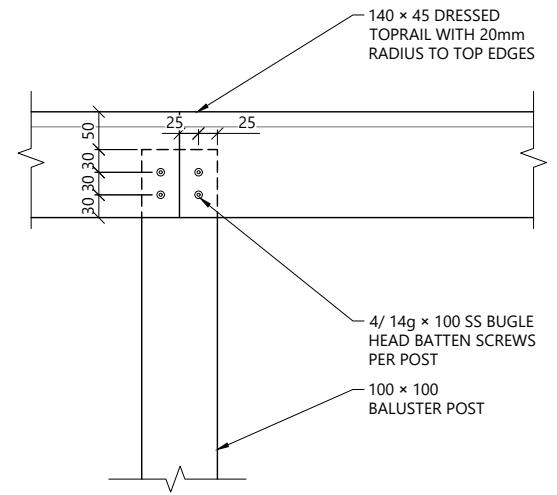 140 × 45 DRESSED
TOPRAIL WITH 20mm
RADIUS TO TOP EDGES
25
25
50
30
30
30
4/ 14g × 100 SS BUGLE
HEAD BATTEN SCREWS
PER POST
100 × 100
BALUSTER POST